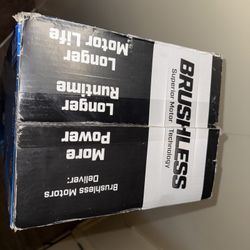 BRUSHLESS
Superior Motor Technology
Brushless Motors
Deliver:
More
Power
Longer
Runtime
Longer
Motor Life